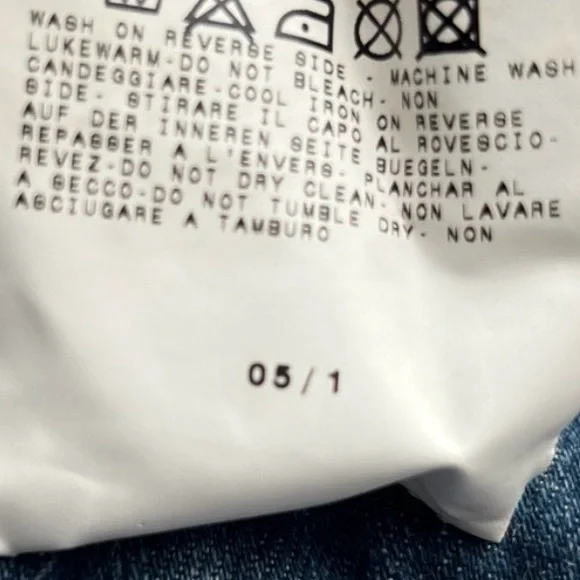 WASH ON REVERSE SIDE - MACHINE WASH
LUKEWARM-DO NOT BLEACH- NON
CANDEGGIARE-COOL IRON ON REVERSE
SIDE- STIRARE IL CAPO AL ROVESCIO-
AUF DER INNEREN SEITE BUEGELN-
REPASSER A L'ENVERS- PLANCHAR AL
REVEZ-DO NOT DRY CLEAN- NON LAVARE
A SECCO-DO NOT TUMBLE DRY- NON
ASCIUGARE A TAMBURO
05/1